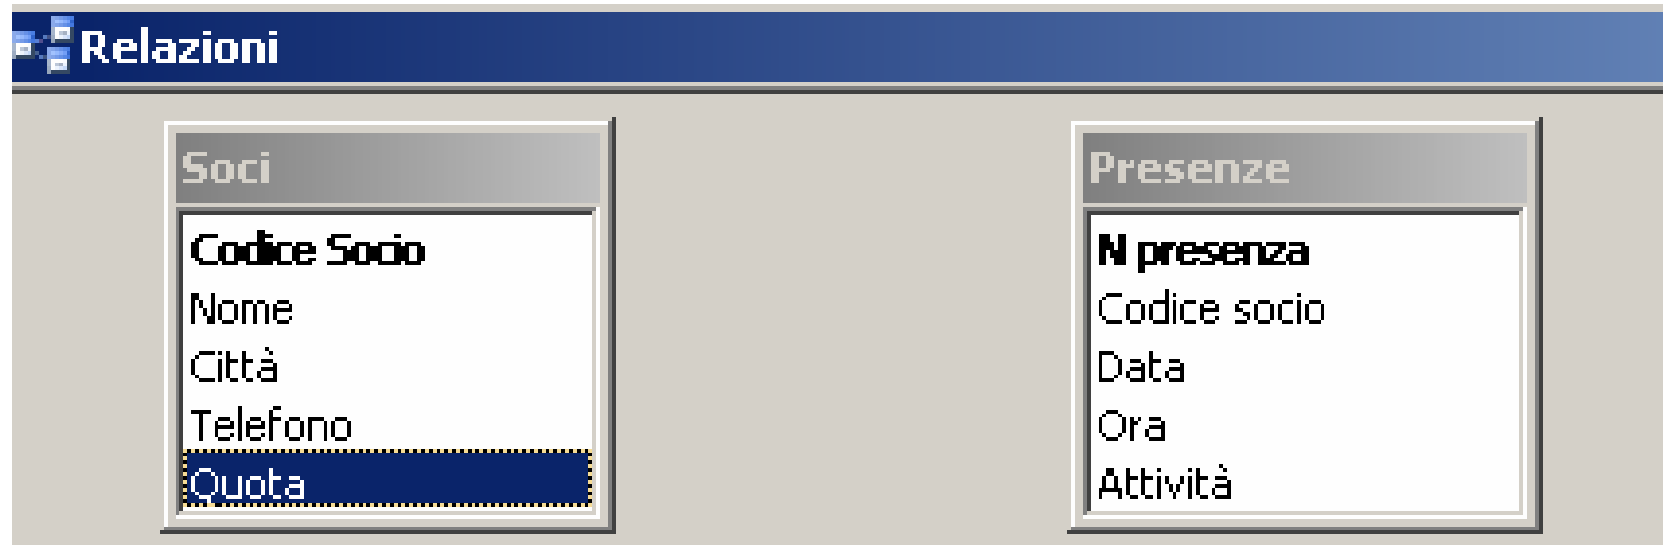 Relazioni
Soci
Codice Socio
Nome
Città
Telefono
Quota
Presenze
N presenza
Codice socio
Data
Ora
Attività